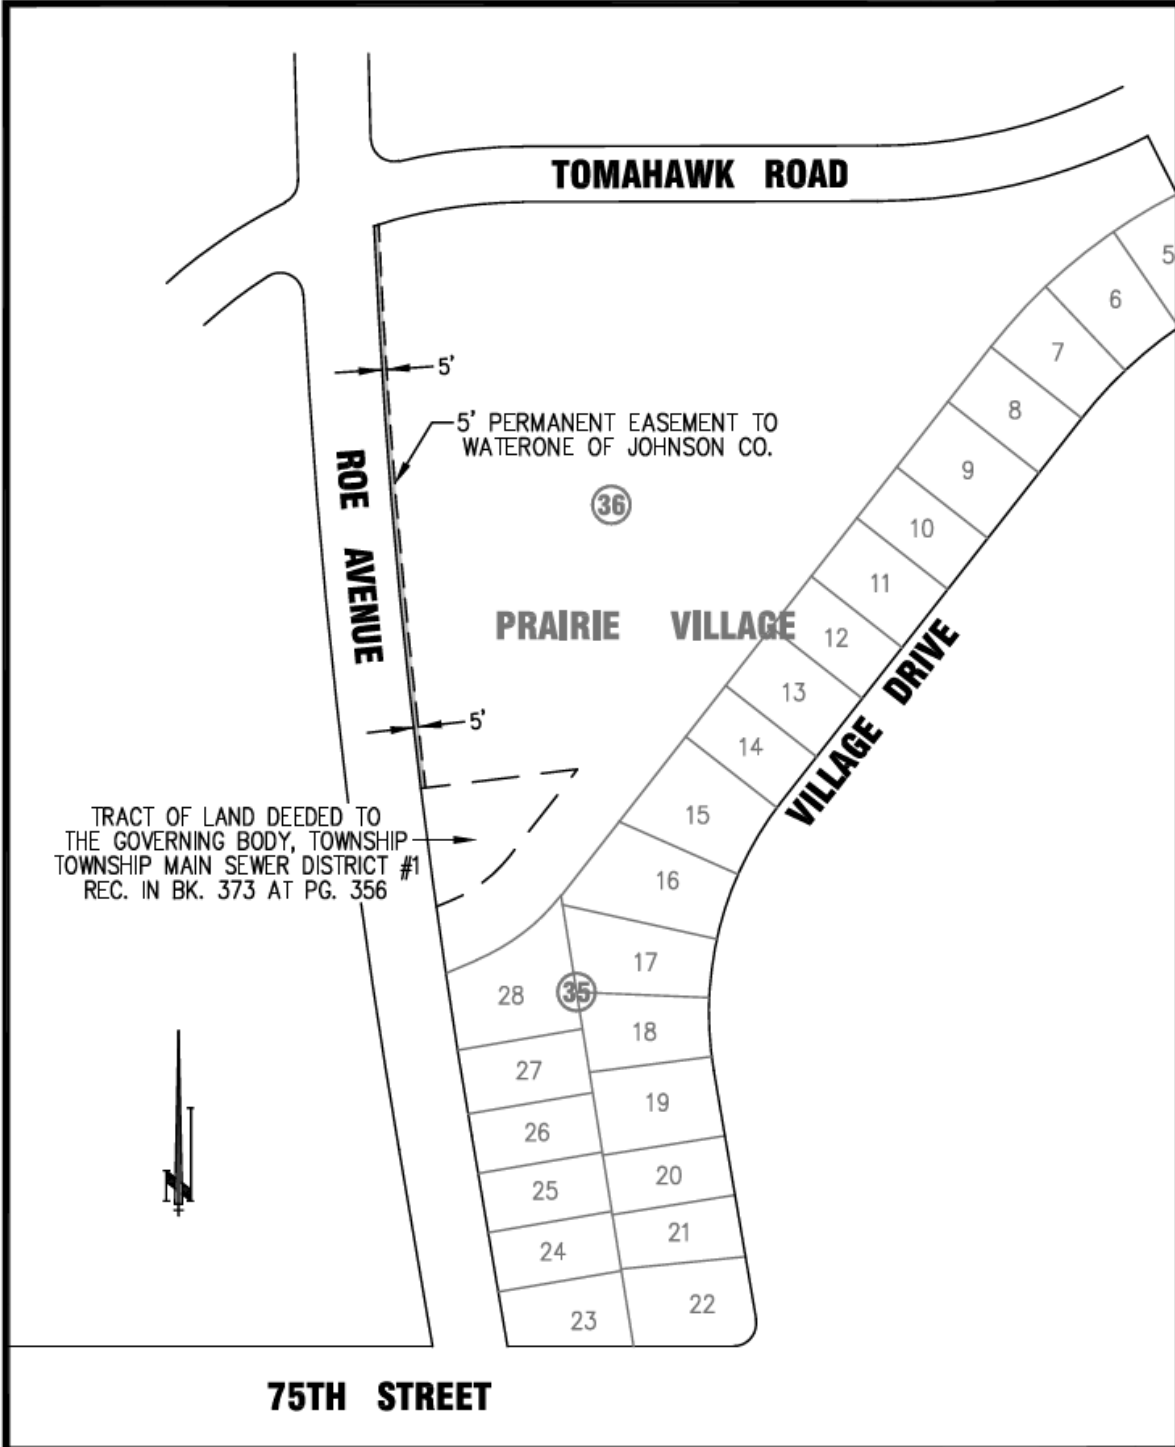 TOMAHAWK ROAD
5
6
7
5'
8
5' PERMANENT EASEMENT TO
WATERONE OF JOHNSON CO.
ROE AVENUE
9
36
10
11
PRAIRIE VILLAGE
12
VILLAGE DRIVE
13
5'
14
TRACT OF LAND DEEDED TO
THE GOVERNING BODY, TOWNSHIP
TOWNSHIP MAIN SEWER DISTRICT #1
REC. IN BK. 373 AT PG. 356
15
16
17
28
35
18
27
19
26
20
25
21
24
22
23
N
75TH STREET